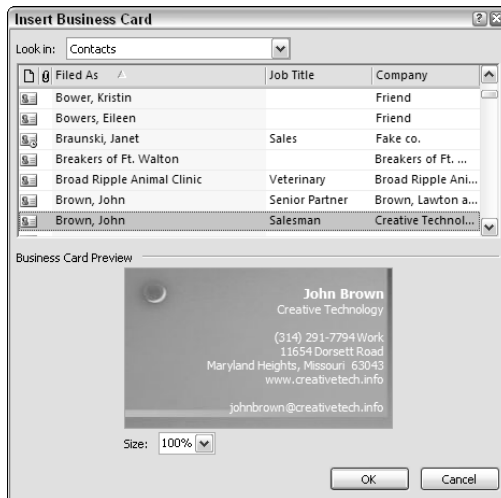 Insert Business Card
Look in: Contacts
Filed As Job Title Company
Bower, Kristin Friend
Bowers, Eileen Friend
Braunski, Janet Sales Fake co.
Breakers of Ft. Walton Breakers of Ft. ...
Broad Ripple Animal Clinic Veterinary Broad Ripple Ani...
Brown, John Senior Partner Brown, Lawton a...
Brown, John Salesman Creative Technol...
Business Card Preview
John Brown
Creative Technology
(314) 291-7794 Work
11654 Dorsett Road
Maryland Heights, Missouri 63043
www.creativetech.info
johnbrown@creativetech.info
Size: 100%
OK Cancel